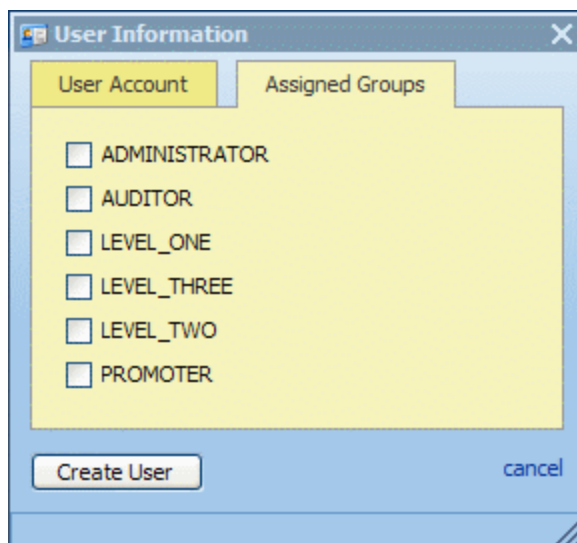 User Information
User Account Assigned Groups
ADMINISTRATOR
AUDITOR
LEVEL_ONE
LEVEL_THREE
LEVEL_TWO
PROMOTER
Create User cancel